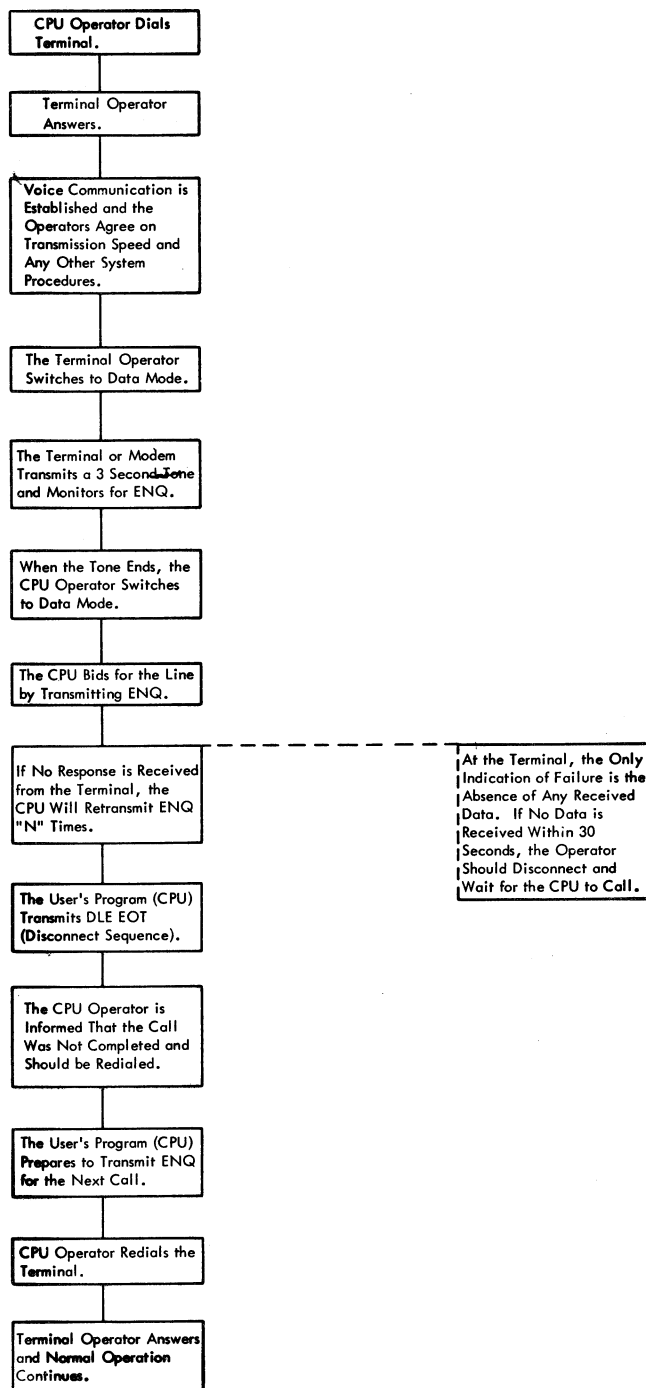 CPU Operator Dials
Terminal.
Terminal Operator
Answers.
Voice Communication is
Established and the
Operators Agree on
Transmission Speed and
Any Other System
Procedures.
The Terminal Operator
Switches to Data Mode.
The Terminal or Modem
Transmits a 3 Second Tone
and Monitors for ENQ.
When the Tone Ends, the
CPU Operator Switches
to Data Mode.
The CPU Bids for the Line
by Transmitting ENQ.
If No Response is Received
from the Terminal, the
CPU Will Retransmit ENQ
"N" Times.
At the Terminal, the Only
Indication of Failure is the
Absence of Any Received
Data. If No Data is
Received Within 30
Seconds, the Operator
Should Disconnect and
Wait for the CPU to Call.
The User's Program (CPU)
Transmits DLE EOT
(Disconnect Sequence).
The CPU Operator is
Informed That the Call
Was Not Completed and
Should be Redialed.
The User's Program (CPU)
Prepares to Transmit ENQ
for the Next Call.
CPU Operator Redials the
Terminal.
Terminal Operator Answers
and Normal Operation
Continues.